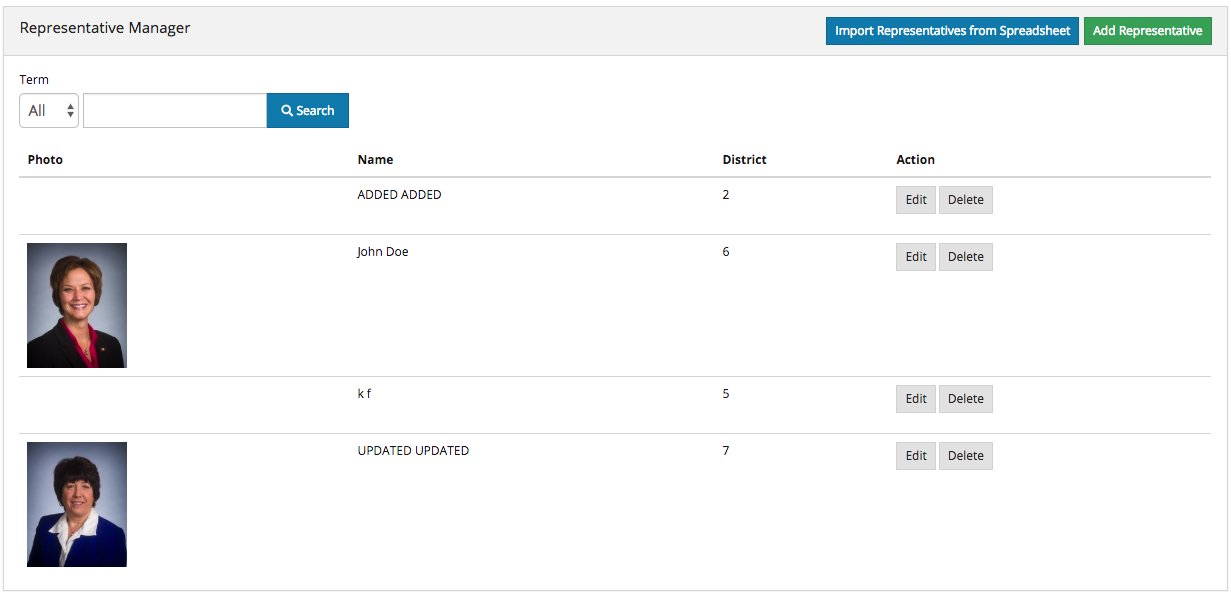 Representative Manager
Import Representatives from Spreadsheet Add Representative
Term
All Search
Photo Name District Action
ADDED ADDED 2 Edit Delete
John Doe 6 Edit Delete
k f 5 Edit Delete
UPDATED UPDATED 7 Edit Delete